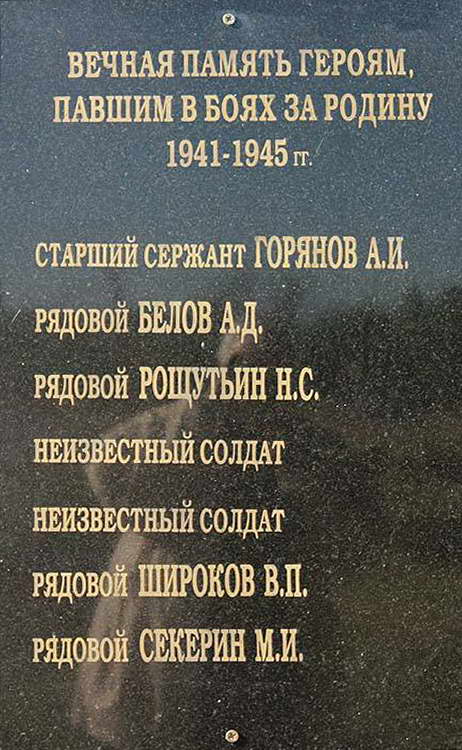 ВЕЧНАЯ ПАМЯТЬ ГЕРОЯМ,
ПАВШИМ В БОЯХ ЗА РОДИНУ
1941-1945 гг.
СТАРШИЙ СЕРЖАНТ ГОРЯНОВ А.И.
РЯДОВОЙ БЕЛОВ А.Д.
РЯДОВОЙ РОЩУТЬИН Н.С.
НЕИЗВЕСТНЫЙ СОЛДАТ
НЕИЗВЕСТНЫЙ СОЛДАТ
РЯДОВОЙ ШИРОКОВ В.П.
РЯДОВОЙ СЕКЕРИН М.И.